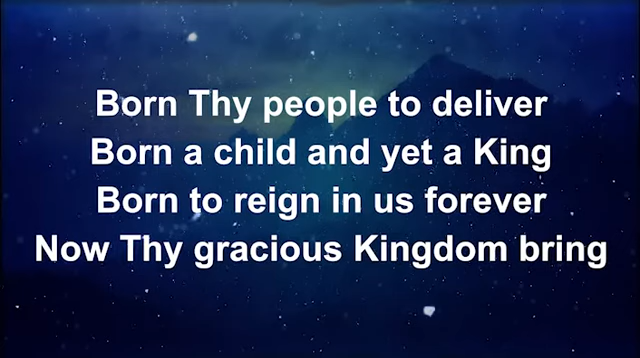 Born Thy people to deliver
Born a child and yet a King
Born to reign in us forever
Now Thy gracious Kingdom bring